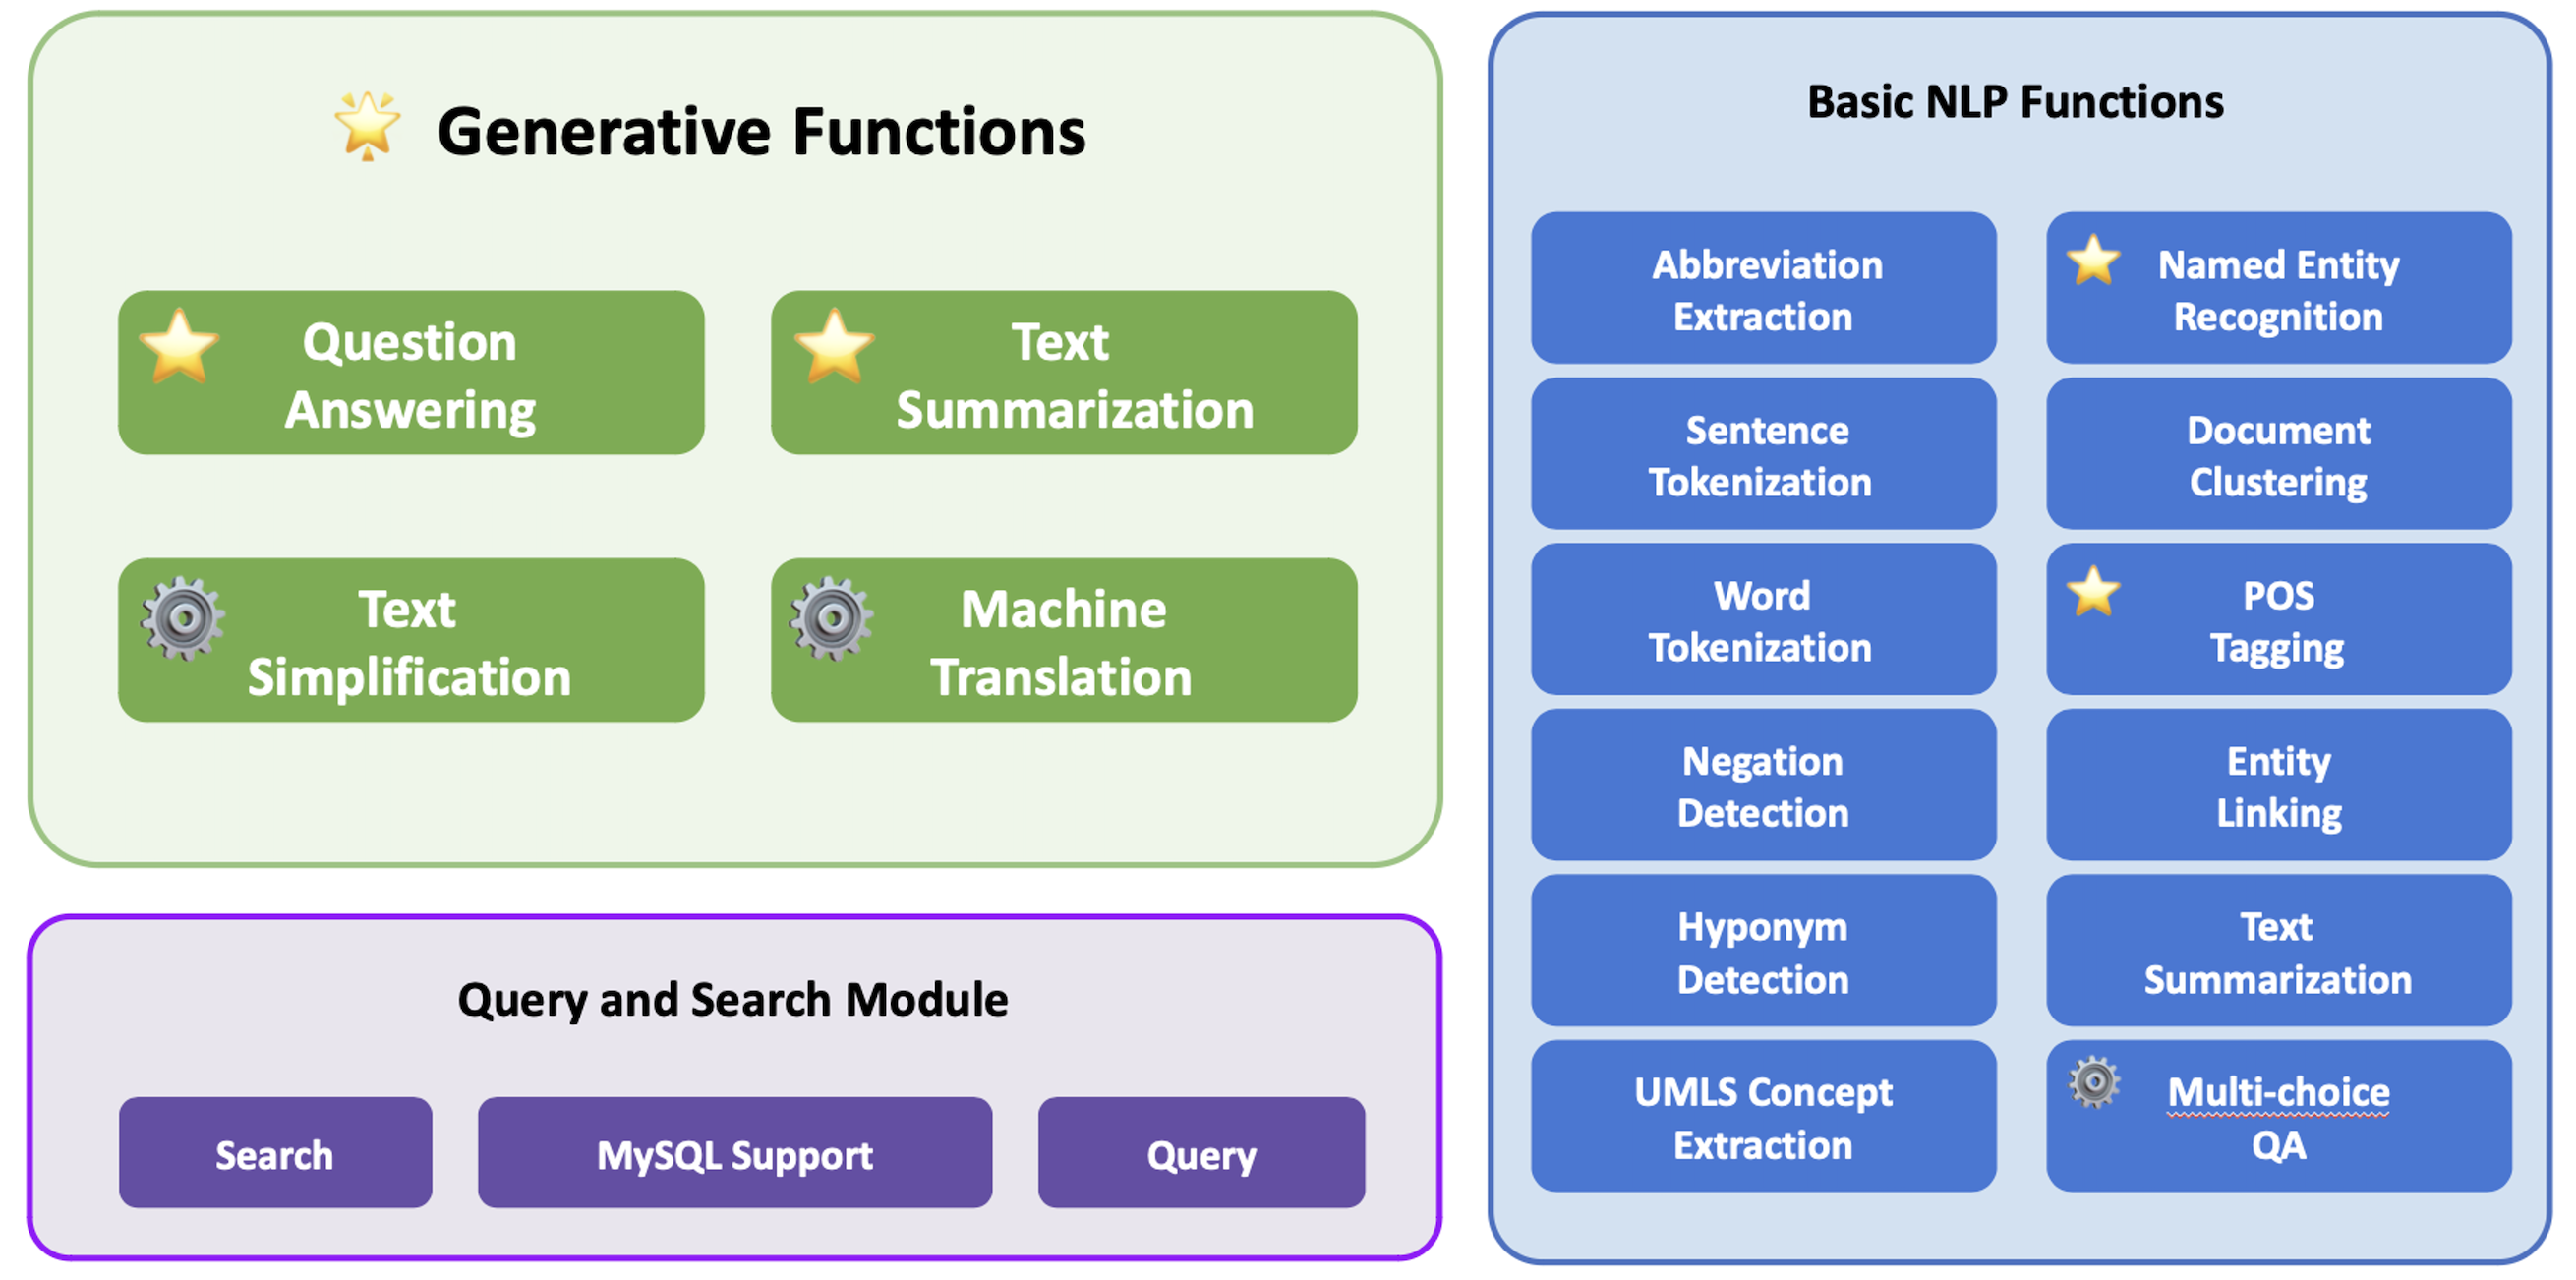 Generative Functions
Question
Answering
Text
Summarization
Text
Simplification
Machine
Translation
Query and Search Module
Search
MySQL Support
Query
Basic NLP Functions
Abbreviation
Extraction
Named Entity
Recognition
Sentence
Tokenization
Document
Clustering
Word
Tokenization
POS
Tagging
Negation
Detection
Entity
Linking
Hyponym
Detection
Text
Summarization
UMLS Concept
Extraction
Multi-choice
QA